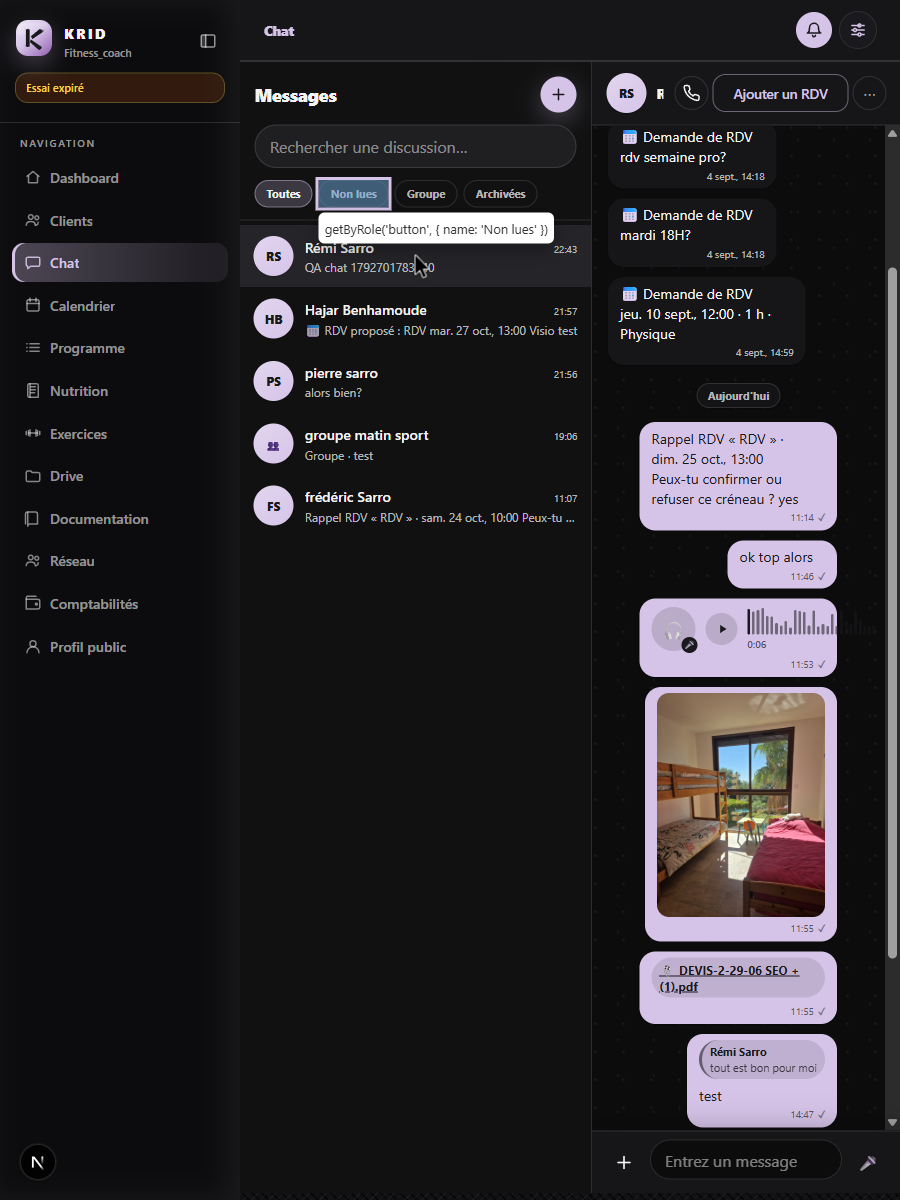 KRID
Fitness_coach
Essai expiré
NAVIGATION
Dashboard
Clients
Chat
Calendrier
Programme
Nutrition
Exercices
Drive
Documentation
Réseau
Comptabilités
Profil public
N
Chat
Messages
Rechercher une discussion...
Toutes
Non lues
Groupe
Archivées
getByRole('button', { name: 'Non lues' })
RS
Rémi Sarro
22:43
QA chat
HB
Hajar Benhamoude
21:57
RDV proposé : RDV mar. 27 oct., 13:00 Visio test
PS
pierre sarro
21:56
alors bien?
groupe matin sport
19:06
Groupe · test
FS
frédéric Sarro
11:07
Rappel RDV « RDV » · sam. 24 oct., 10:00 Peux-tu ...
RS
Ajouter un RDV
Demande de RDV
rdv semaine pro?
4 sept., 14:18
Demande de RDV
mardi 18H?
4 sept., 14:18
Demande de RDV
jeu. 10 sept., 12:00 · 1 h ·
Physique
4 sept., 14:59
Aujourd'hui
Rappel RDV « RDV » ·
dim. 25 oct., 13:00
Peux-tu confirmer ou
refuser ce créneau ? yes
11:14 ✓
ok top alors
11:46 ✓
0:06
11:53 ✓
11:55 ✓
DEVIS-2-29-06 SEO +
(1).pdf
11:55 ✓
Rémi Sarro
tout est bon pour moi
test
14:47 ✓
Entrez un message